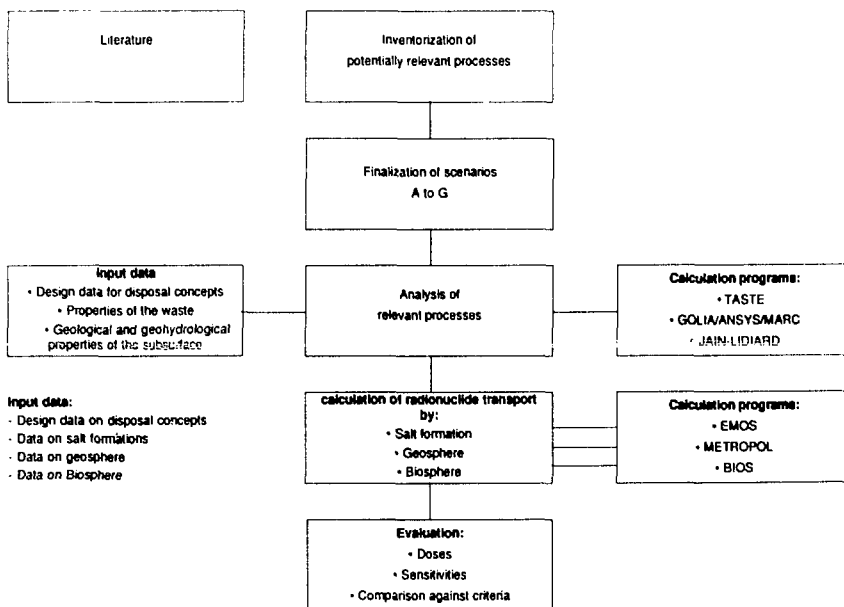 Literature
Inventorization of
potentially relevant processes
Finalization of scenarios
A to G
Input data
• Design data for disposal concepts
• Properties of the waste
• Geological and geohydrological
properties of the subsurface
Analysis of
relevant processes
Calculation programs:
• TASTE
• GOLIA/ANSYS/MARC
• JAIN-LIDIARD
Input data:
- Design data on disposal concepts
- Data on salt formations
- Data on geosphere
- Data on Biosphere
calculation of radionuclide transport
by:
• Salt formation
• Geosphere
• Biosphere
Calculation programs:
• EMOS
• METROPOL
• BIOS
Evaluation:
• Doses
• Sensitivities
• Comparison against criteria